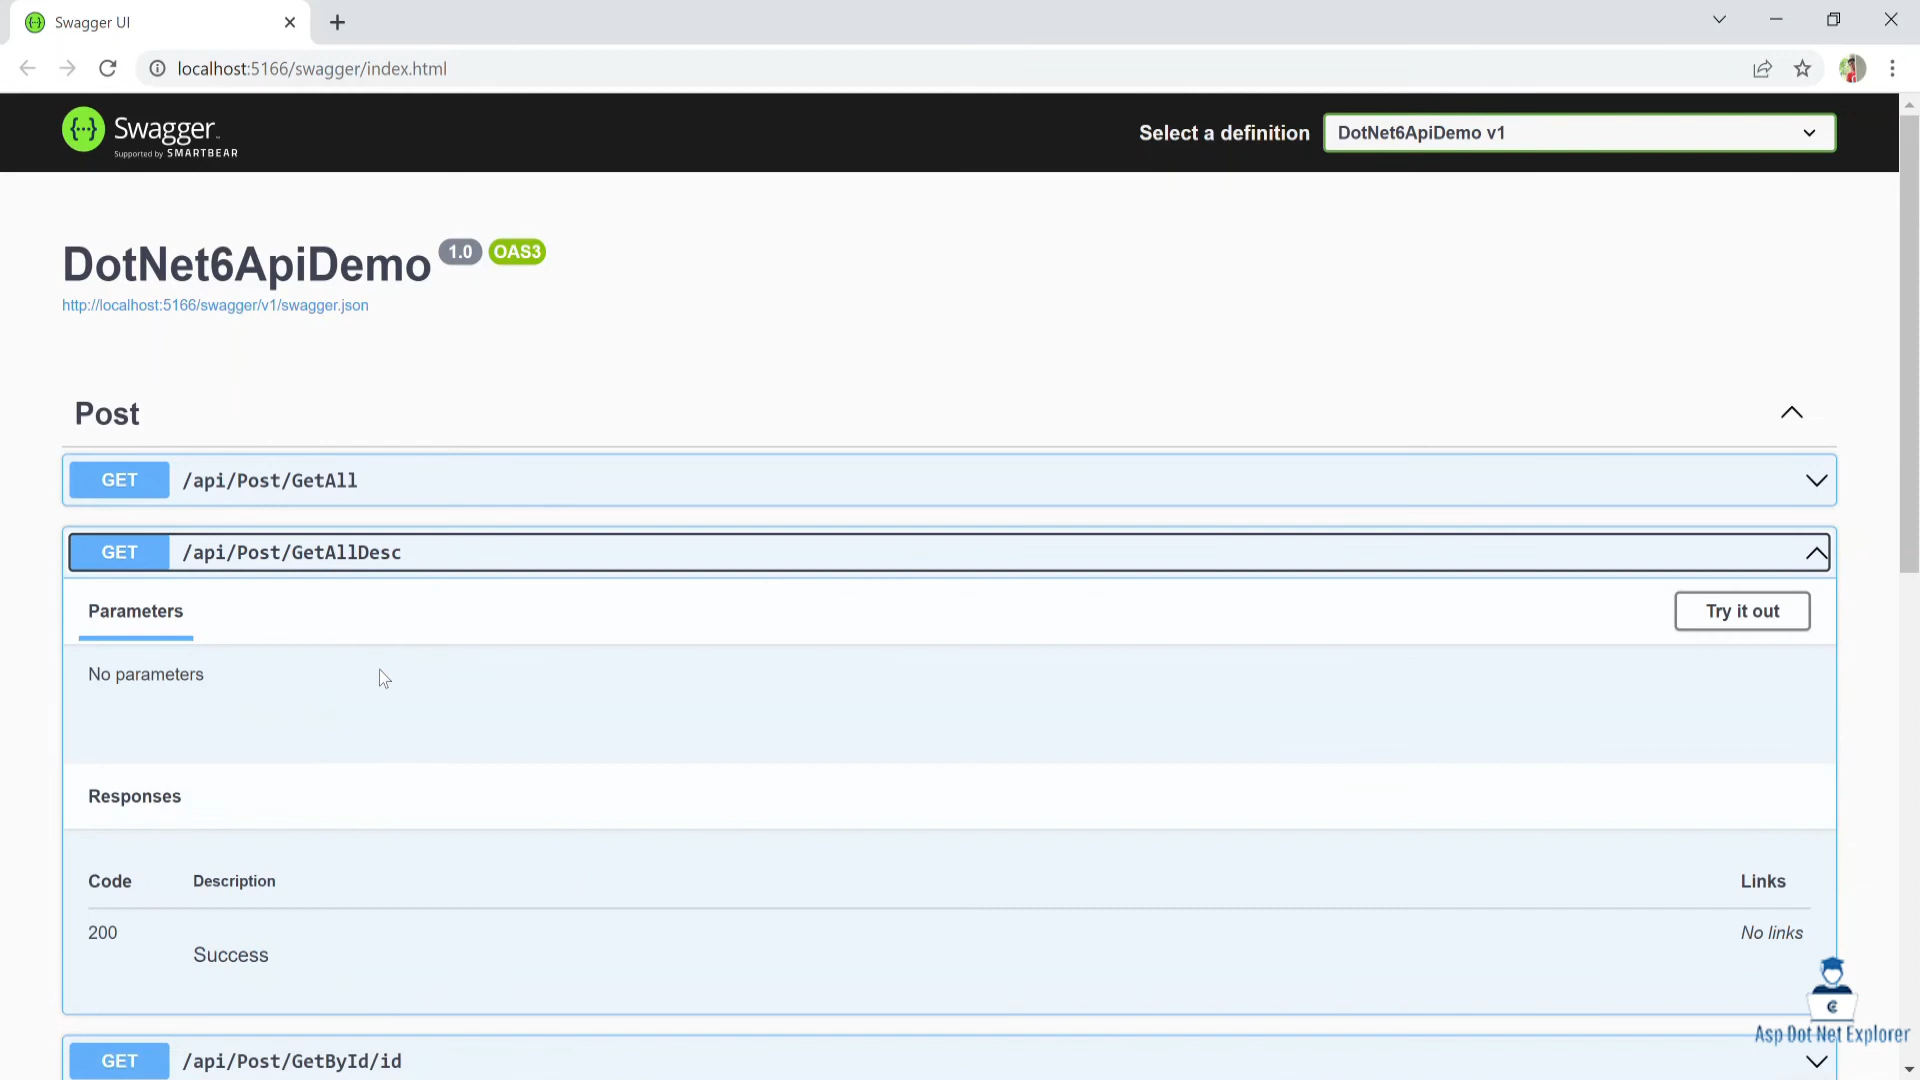 Swagger UI
localhost:5166/swagger/index.html
{···} Swagger
Supported by SMARTBEAR
Select a definition
DotNet6ApiDemo v1
DotNet6ApiDemo 1.0 OAS3
http://localhost:5166/swagger/v1/swagger.json
Post
GET /api/Post/GetAll
GET /api/Post/GetAllDesc
Parameters
Try it out
No parameters
Responses
Code Description Links
200 No links
Success
Asp Dot Net Explorer
GET /api/Post/GetById/id